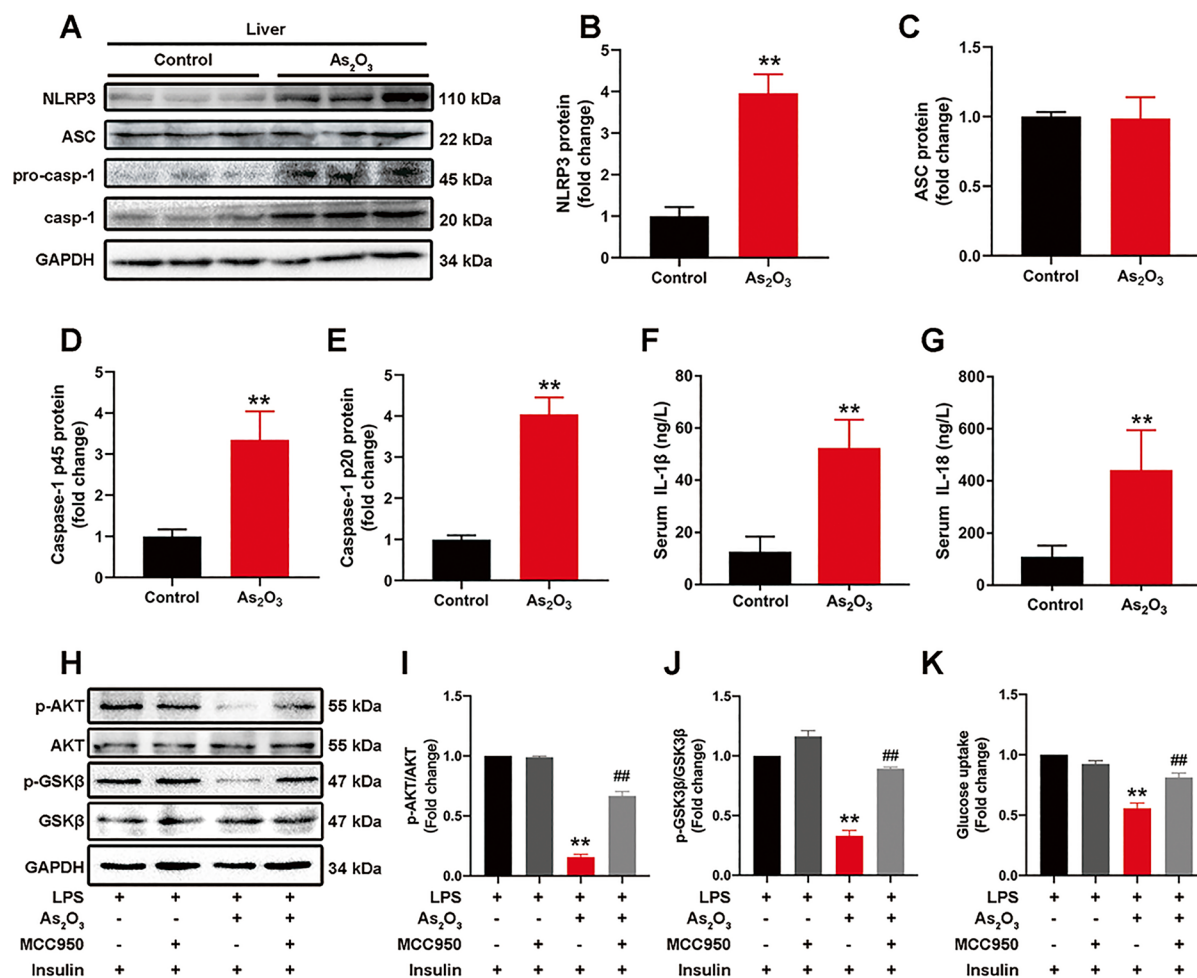 A
Liver
Control As₂O₃
NLRP3 110 kDa
ASC 22 kDa
pro-casp-1 45 kDa
casp-1 20 kDa
GAPDH 34 kDa
B
NLRP3 protein
(fold change)
5
4
3
2
1
0
**
Control As₂O₃
C
ASC protein
(fold change)
1.5
1.0
0.5
0.0
Control As₂O₃
D
Caspase-1 p45 protein
(fold change)
5
4
3
2
1
0
**
Control As₂O₃
E
Caspase-1 p20 protein
(fold change)
5
4
3
2
1
0
**
Control As₂O₃
F
Serum IL-1β (ng/L)
80
60
40
20
0
**
Control As₂O₃
G
Serum IL-18 (ng/L)
800
600
400
200
0
**
Control As₂O₃
H
p-AKT 55 kDa
AKT 55 kDa
p-GSKβ 47 kDa
GSKβ 47 kDa
GAPDH 34 kDa
LPS + + + +
As₂O₃ - - + +
MCC950 - + - +
Insulin + + + +
I
p-AKT/AKT
(Fold change)
1.5
1.0
0.5
0.0
**
##
LPS + + + +
As₂O₃ - - + +
MCC950 - + - +
Insulin + + + +
J
p-GSK3β/GSK3β
(Fold change)
1.5
1.0
0.5
0.0
**
##
LPS + + + +
As₂O₃ - - + +
MCC950 - + - +
Insulin + + + +
K
Glucose uptake
(Fold change)
1.5
1.0
0.5
0.0
**
##
LPS + + + +
As₂O₃ - - + +
MCC950 - + - +
Insulin + + + +